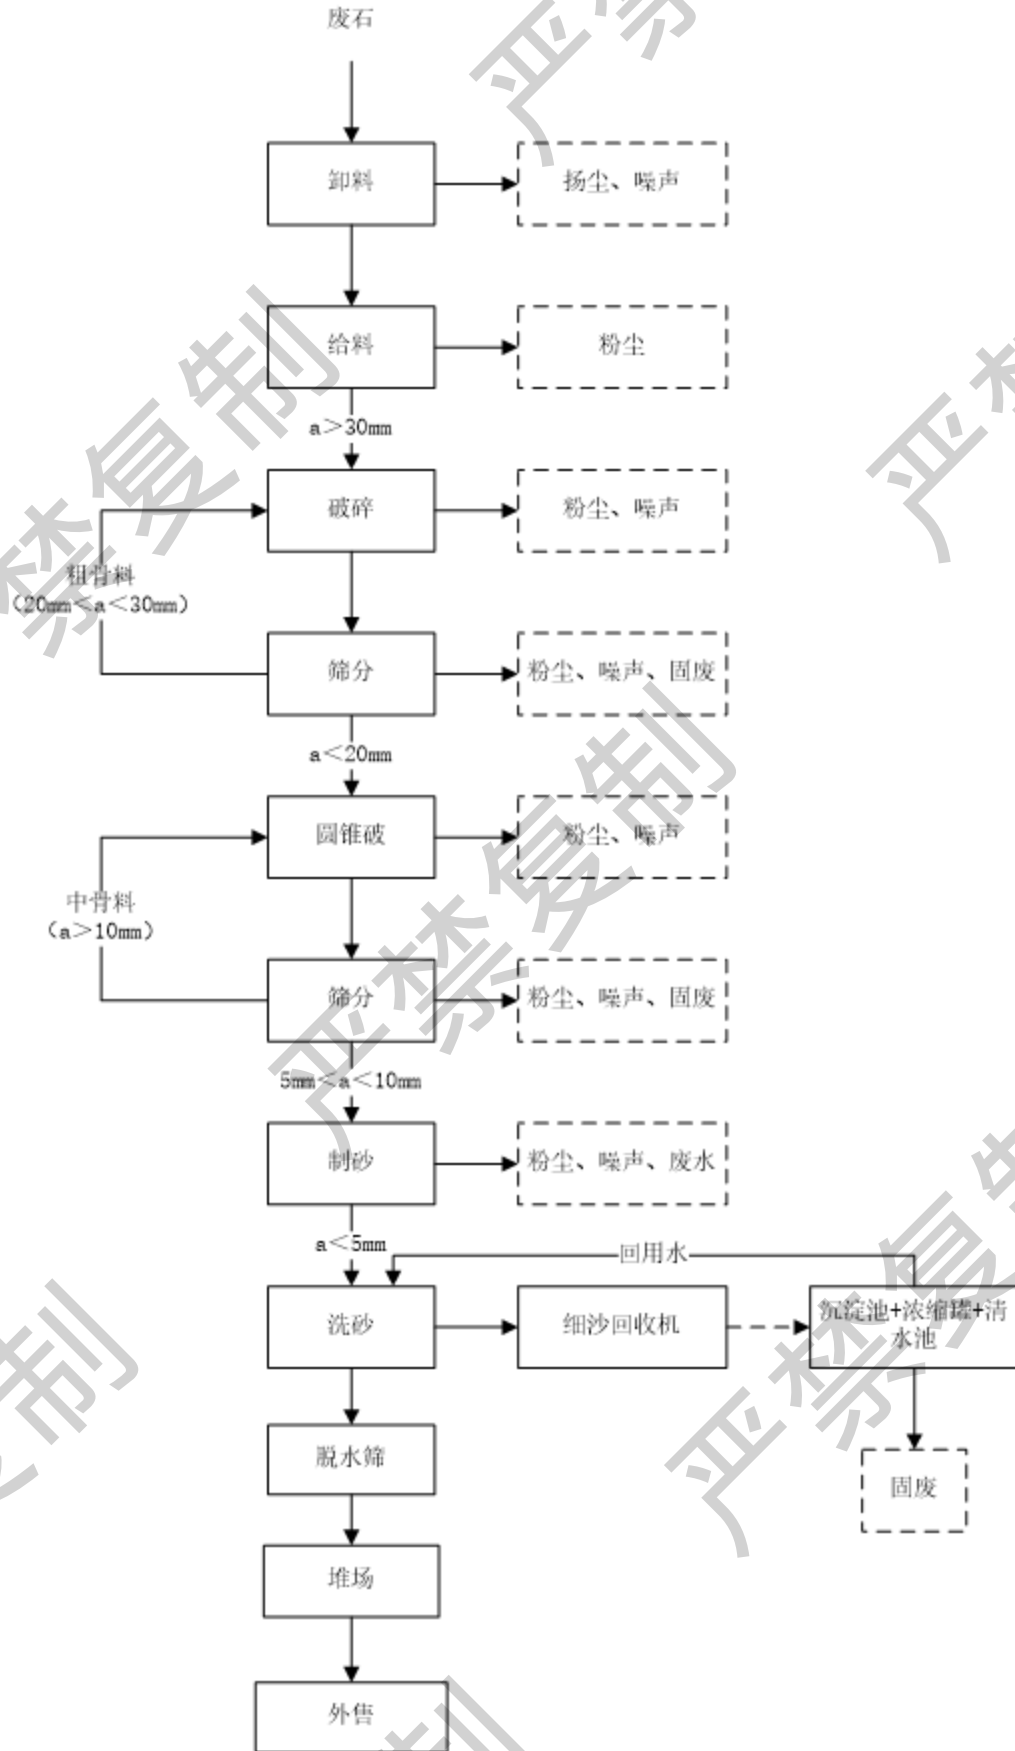 废石
卸料
扬尘、噪声
给料
粉尘
a＞30mm
破碎
粉尘、噪声
粗骨料
（20mm＜a＜30mm）
筛分
粉尘、噪声、固废
a＜20mm
圆锥破
粉尘、噪声
中骨料
（a＞10mm）
筛分
粉尘、噪声、固废
5mm＜a＜10mm
制砂
粉尘、噪声、废水
a＜5mm
回用水
洗砂
细沙回收机
沉淀池+浓缩罐+清
水池
脱水筛
固废
堆场
外售
严禁复制
严禁复制
严禁复制
严禁复制